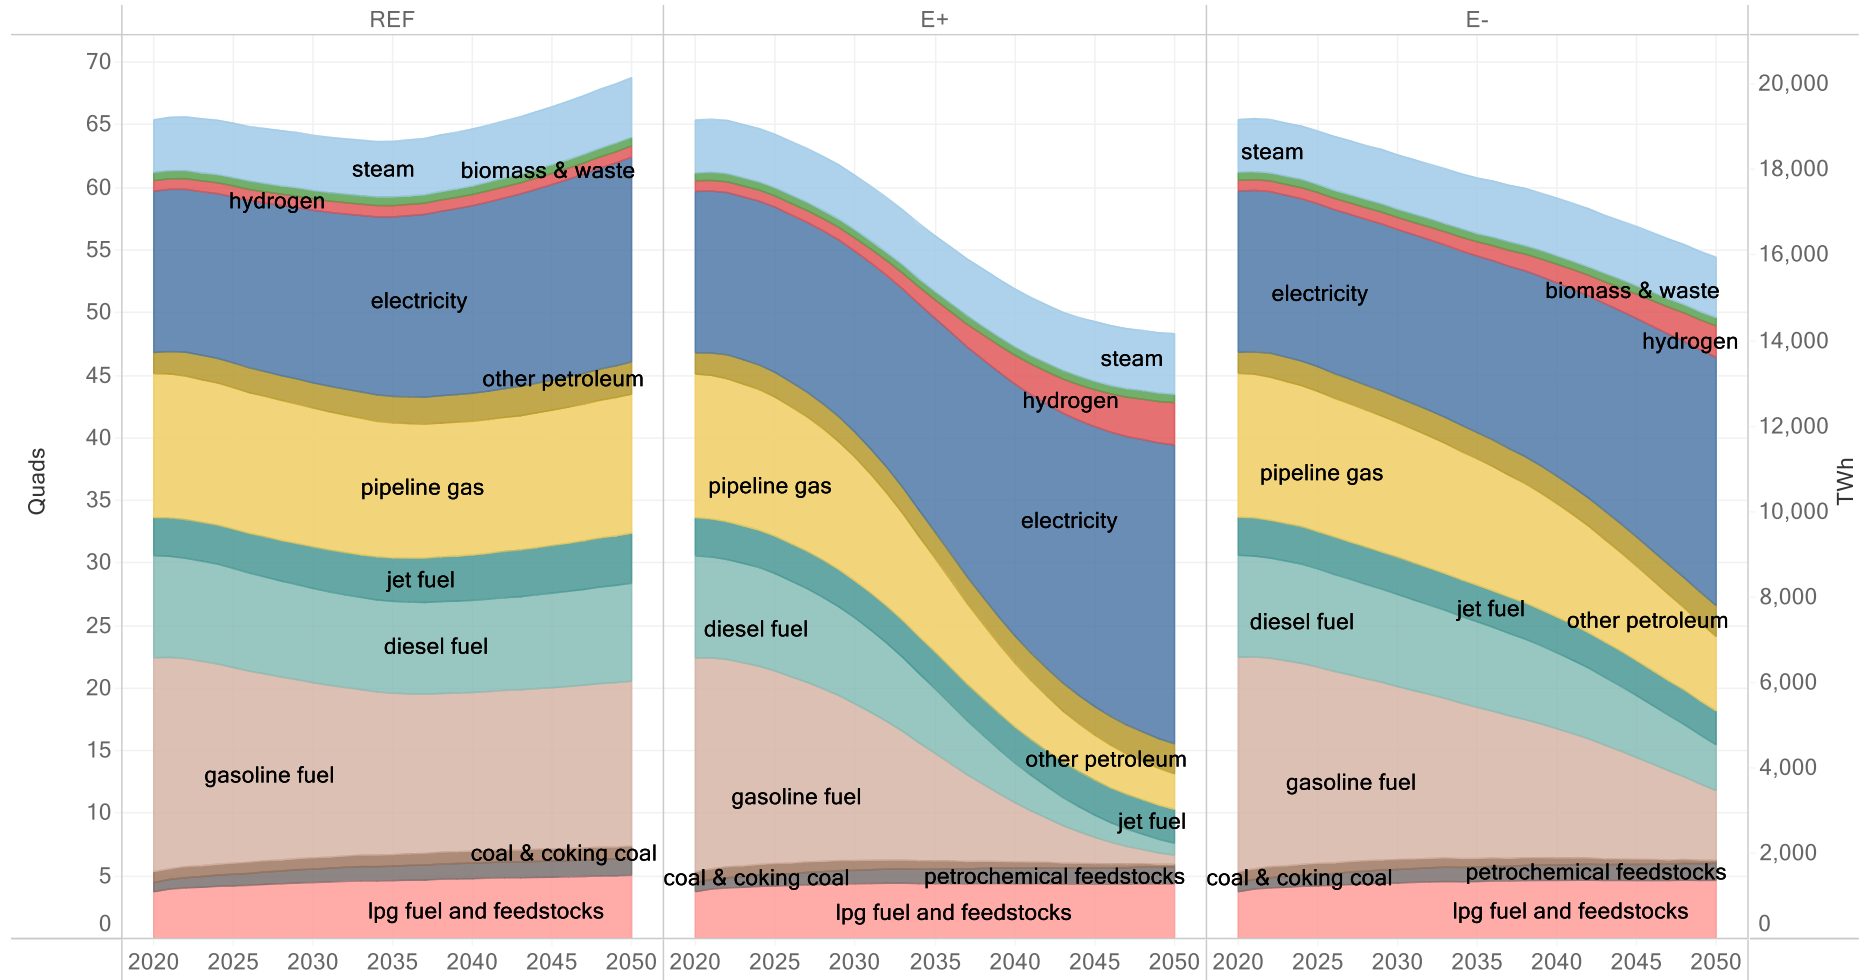 REF E+ E-
Quads
70
65
60
55
50
45
40
35
30
25
20
15
10
5
0
steam
biomass & waste
hydrogen
electricity
other petroleum
pipeline gas
jet fuel
diesel fuel
gasoline fuel
coal & coking coal
lpg fuel and feedstocks
2020 2025 2030 2035 2040 2045 2050
steam
hydrogen
pipeline gas
electricity
diesel fuel
other petroleum
gasoline fuel
jet fuel
coal & coking coal
petrochemical feedstocks
lpg fuel and feedstocks
2020 2025 2030 2035 2040 2045 2050
steam
electricity
biomass & waste
hydrogen
pipeline gas
jet fuel
diesel fuel
other petroleum
gasoline fuel
coal & coking coal
petrochemical feedstocks
lpg fuel and feedstocks
2020 2025 2030 2035 2040 2045 2050
20,000
18,000
16,000
14,000
12,000
10,000
8,000
6,000
4,000
2,000
0
TWh